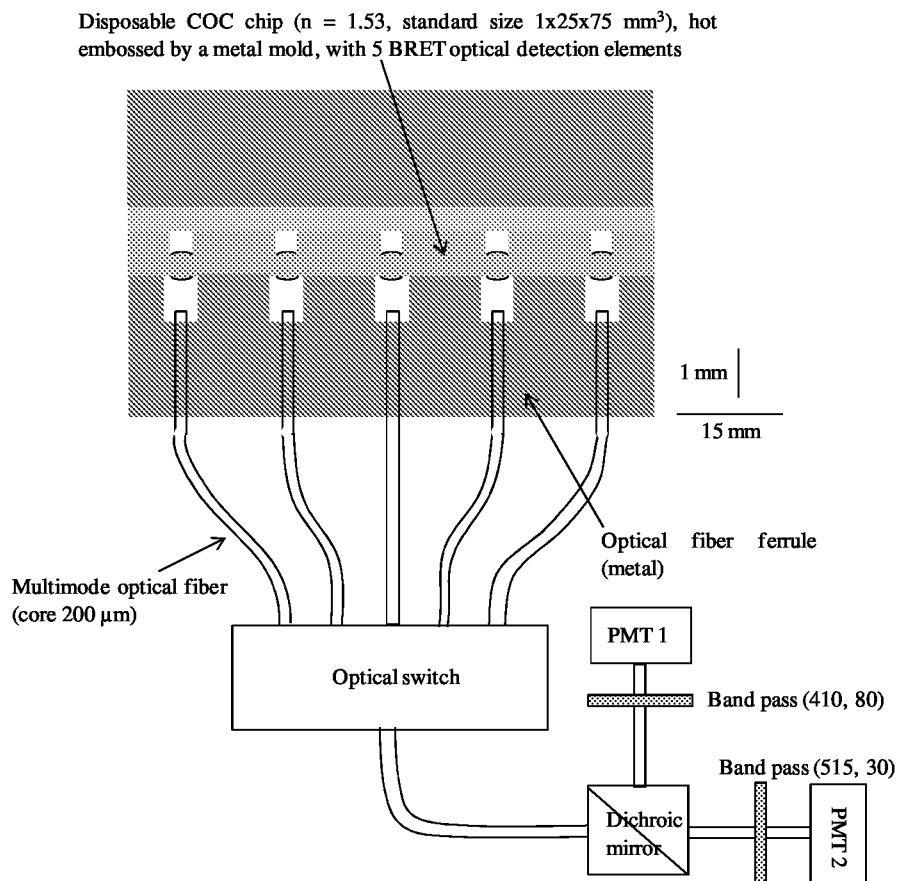 Disposable COC chip (n = 1.53, standard size 1x25x75 mm³), hot
embossed by a metal mold, with 5 BRET optical detection elements
1 mm
15 mm
Optical fiber ferrule
(metal)
Multimode optical fiber
(core 200 µm)
PMT 1
Optical switch
Band pass (410, 80)
Band pass (515, 30)
Dichroic
mirror
PMT 2